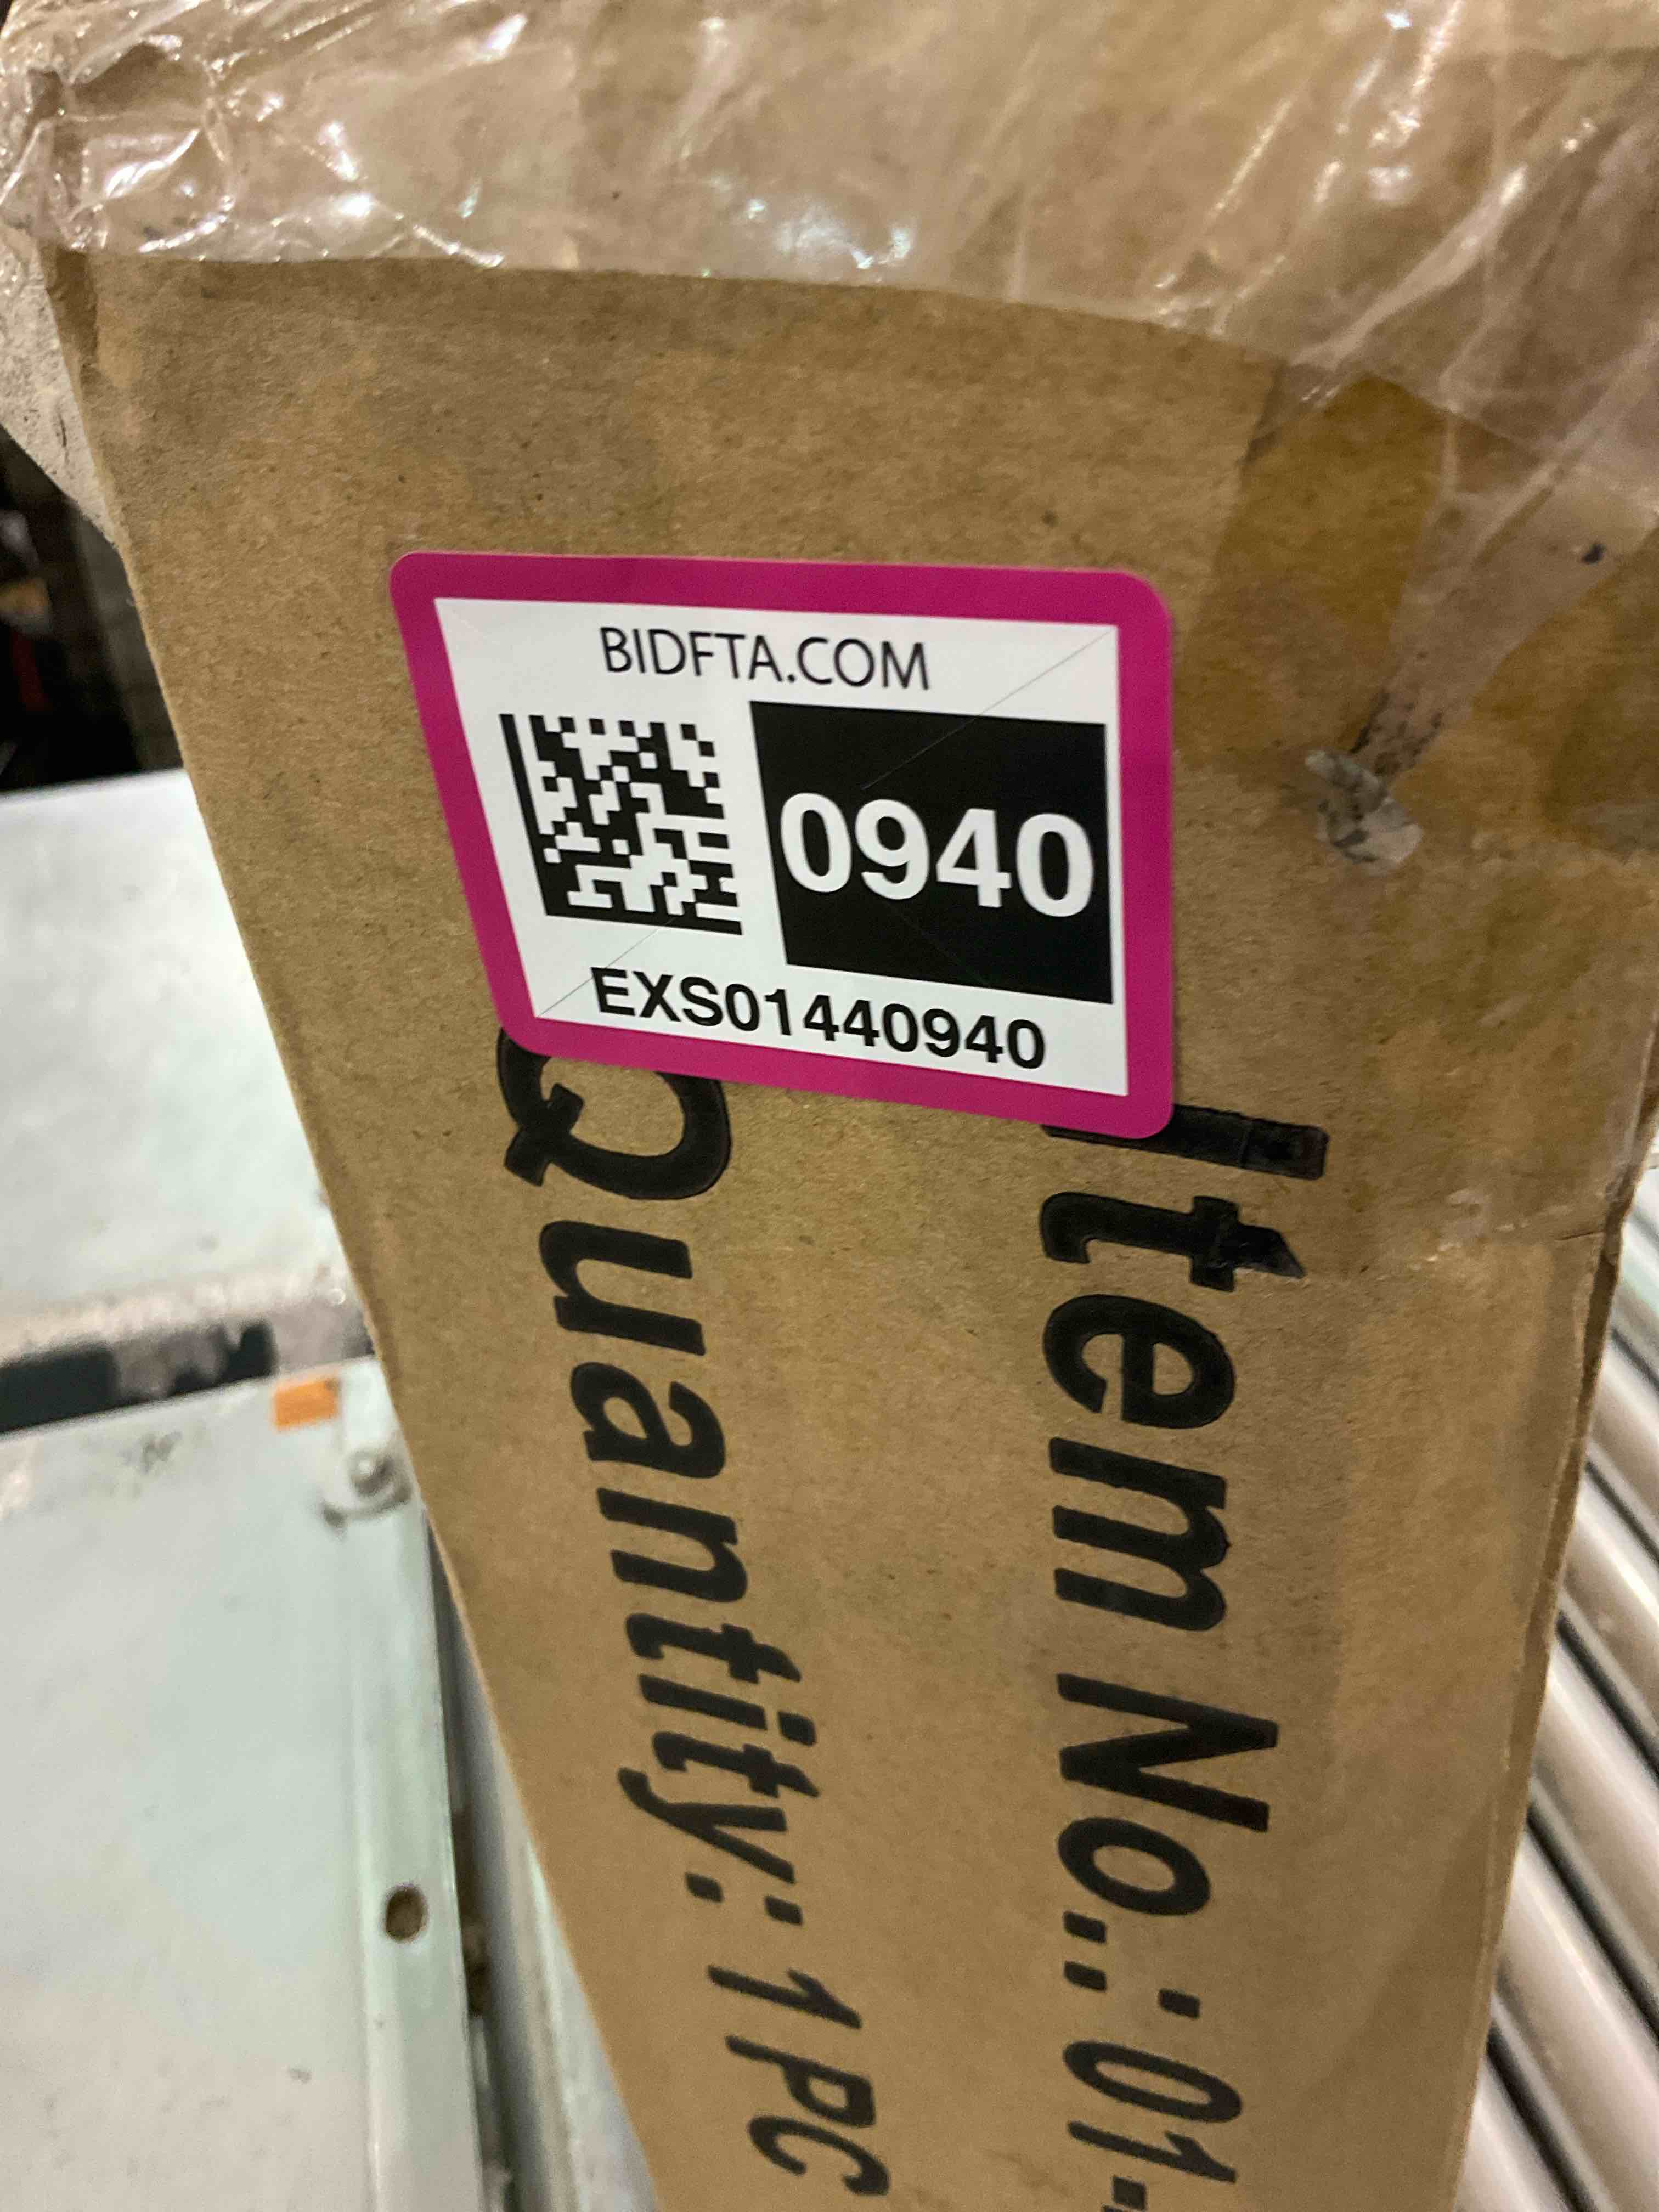 BIDFTA.COM
0940
EXS01440940
Item No.: 01-
Quantity: 1 PC